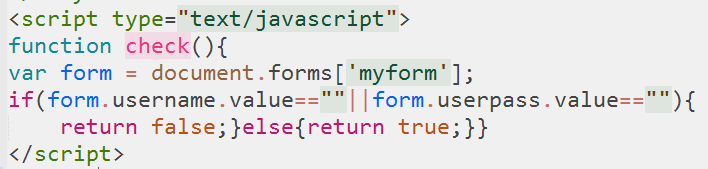 <script type="text/javascript">
function check(){
var form = document.forms['myform'];
if(form.username.value==""||form.userpass.value==""){
    return false;}else{return true;}}
</script>